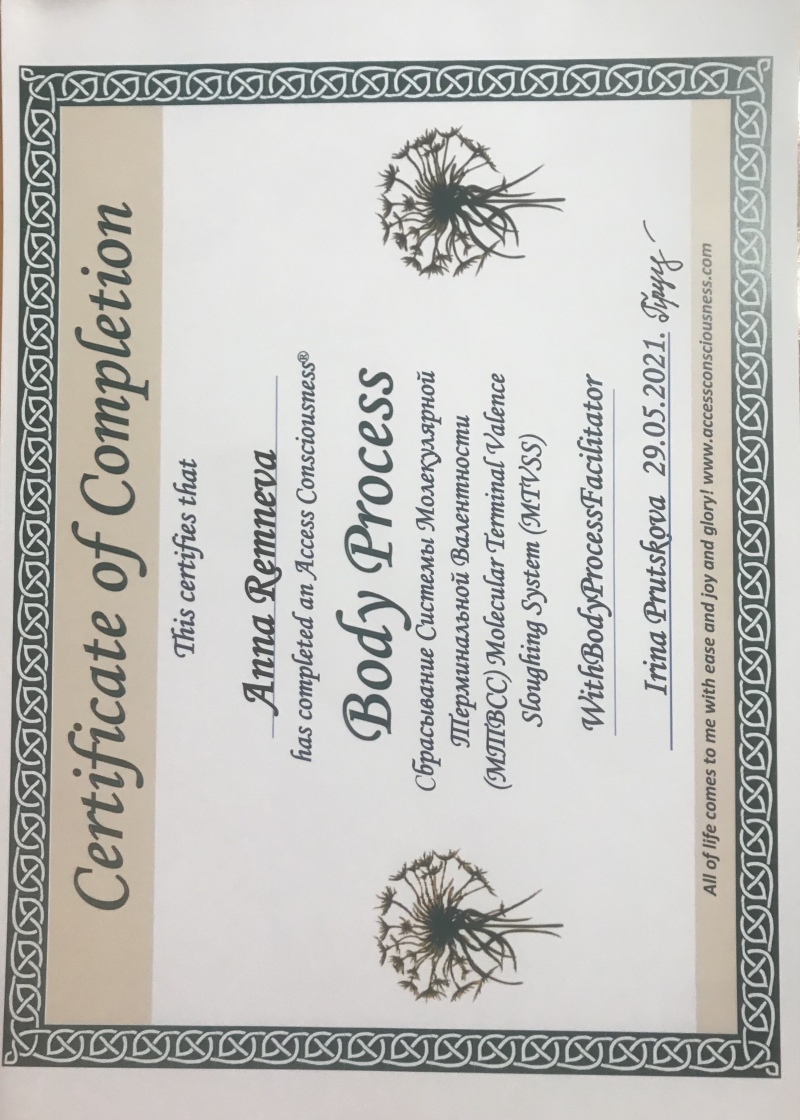 Certificate of Completion
This certifies that
Anna Remneva
has completed an Access Consciousness®
Body Process
Сбрасывание Системы Молекулярной
Терминальной Валентности
(МТВСС) Molecular Terminal Valence
Sloughing System (MTVSS)
WithBodyProcessFacilitator
Irina Prutskova 29.05.2021.
All of life comes to me with ease and joy and glory! www.accessconsciousness.com